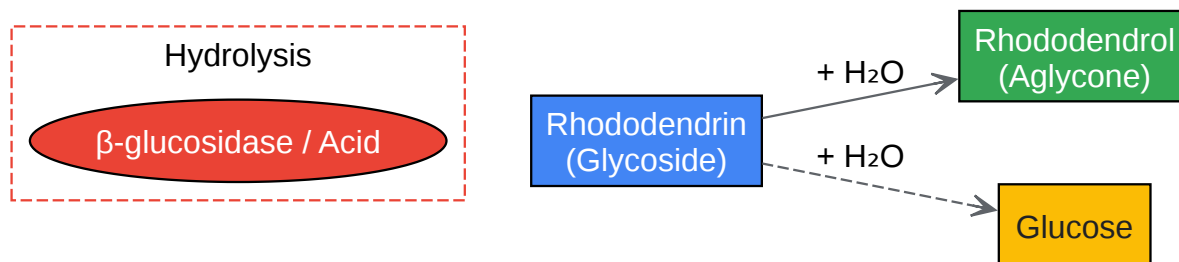 Hydrolysis
β-glucosidase / Acid
Rhododendrin
(Glycoside)
+ H₂O
+ H₂O
Rhododendrol
(Aglycone)
Glucose